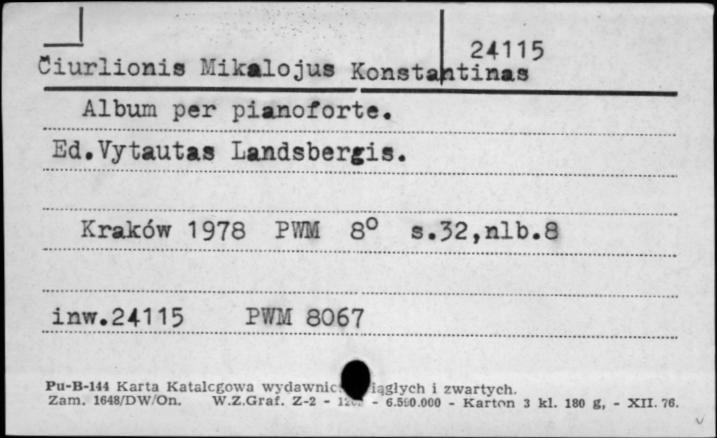 24115
Čiurlionis Mikalojus Konstantinas
Album per pianoforte.
Ed.Vytautas Landsbergis.
Kraków 1978 PWM 8° s.32,nlb.8
inw.24115 PWM 8067
Pu-B-144 Karta Katalogowa i zwartych.
Zam. 1648/DW/On. W.Z.Graf. Z-2 - - 6.500.000 - Karton 3 kl. 180 g, - XII. 76.